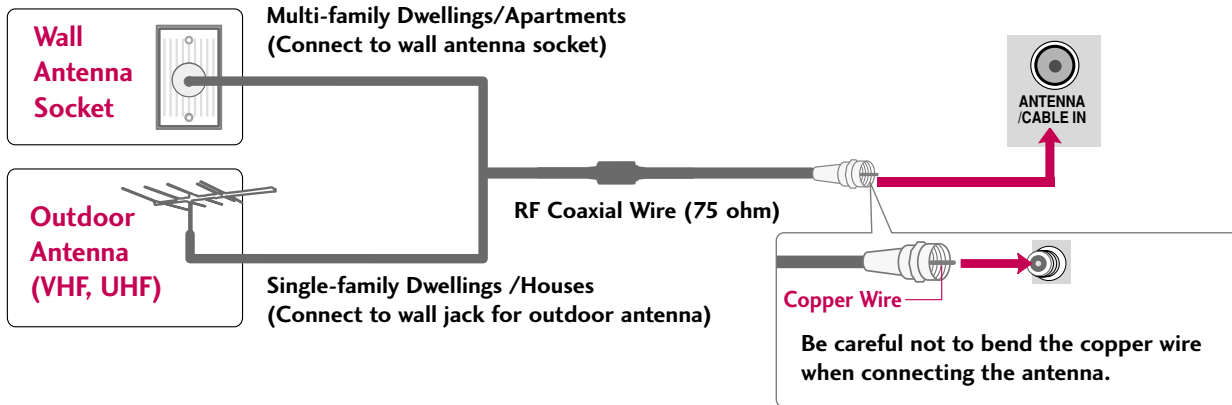 Wall
Antenna
Socket
Multi-family Dwellings/Apartments
(Connect to wall antenna socket)
ANTENNA
/CABLE IN
Outdoor
Antenna
(VHF, UHF)
RF Coaxial Wire (75 ohm)
Single-family Dwellings /Houses
(Connect to wall jack for outdoor antenna)
Copper Wire
Be careful not to bend the copper wire
when connecting the antenna.